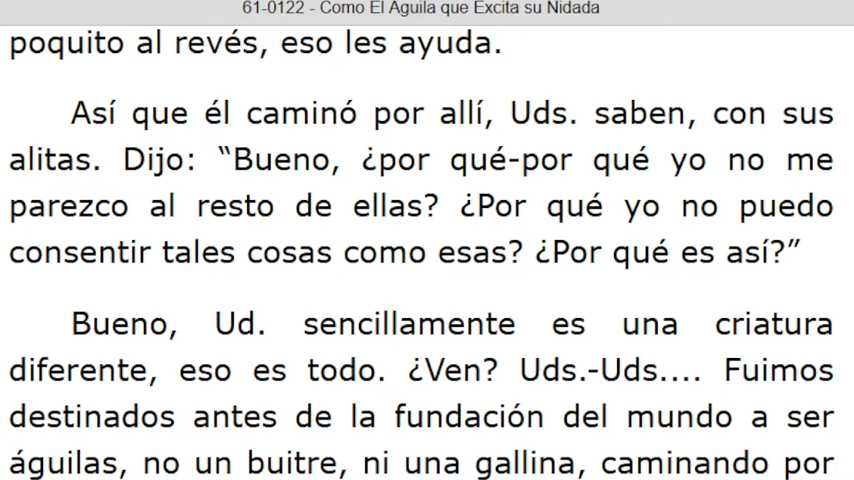 61-0122 - Como El Aguila que Excita su Nidada
poquito al revés, eso les ayuda.
Así que él caminó por allí, Uds. saben, con sus
alitas. Dijo: “Bueno, ¿por qué-por qué yo no me
parezco al resto de ellas? ¿Por qué yo no puedo
consentir tales cosas como esas? ¿Por qué es así?”
Bueno, Ud. sencillamente es una criatura
diferente, eso es todo. ¿Ven? Uds.-Uds.... Fuimos
destinados antes de la fundación del mundo a ser
águilas, no un buitre, ni una gallina, caminando por